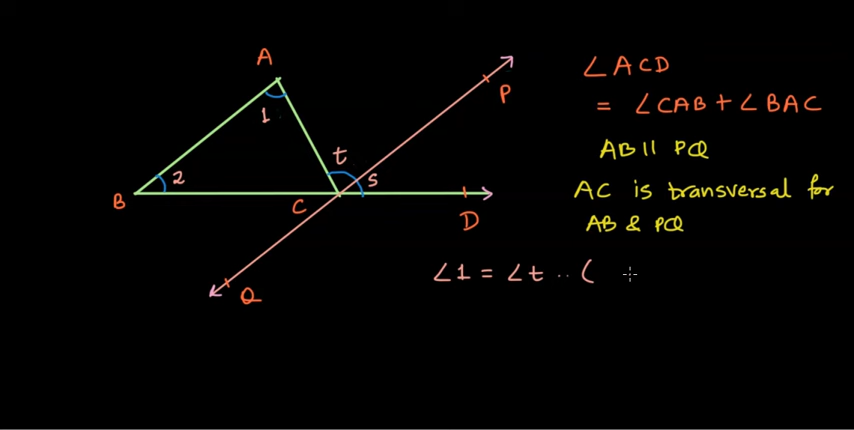 A
P
∠ACD
= ∠CAB + ∠BAC
1
t
AB || PQ
2
s
B
C
D
AC is transversal for
AB & PQ
∠1 = ∠t .. (
Q